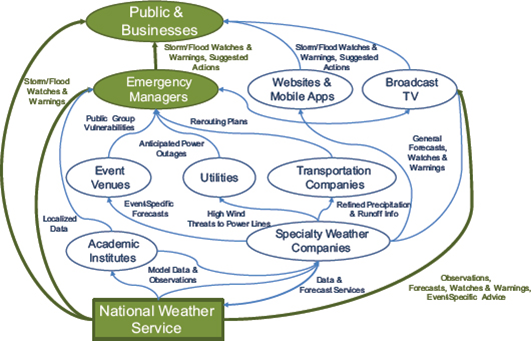 Public &
Businesses
Storm/Flood Watches &
Warnings, Suggested
Actions
Storm/Flood Watches &
Warnings, Suggested
Actions
Storm/Flood
Watches &
Warnings
Emergency
Managers
Websites &
Mobile Apps
Broadcast
TV
Public Group
Vulnerabilities
Rerouting Plans
Anticipated Power
Outages
General
Forecasts,
Watches &
Warnings
Event
Venues
Utilities
Transportation
Companies
Event-Specific
Forecasts
High Wind
Threats to Power Lines
Refined Precipitation
& Runoff Info
Localized
Data
Academic
Institutes
Specialty Weather
Companies
Model Data &
Observations
Data &
Forecast Services
Observations,
Forecasts, Watches & Warnings,
Event-Specific Advice
National Weather
Service